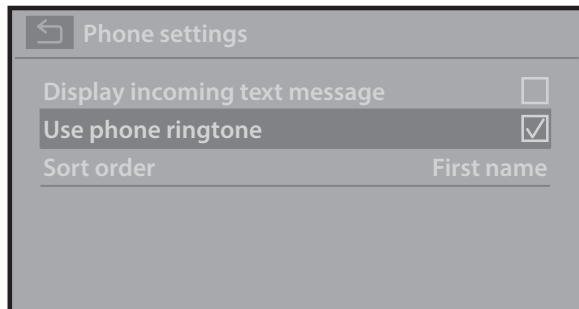 Phone settings
Display incoming text message
Use phone ringtone
Sort order First name